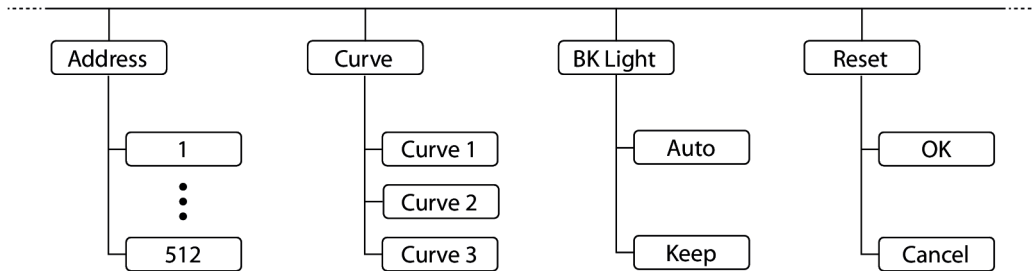 Address
Curve
BK Light
Reset
1
Curve 1
Auto
OK
Curve 2
512
Curve 3
Keep
Cancel